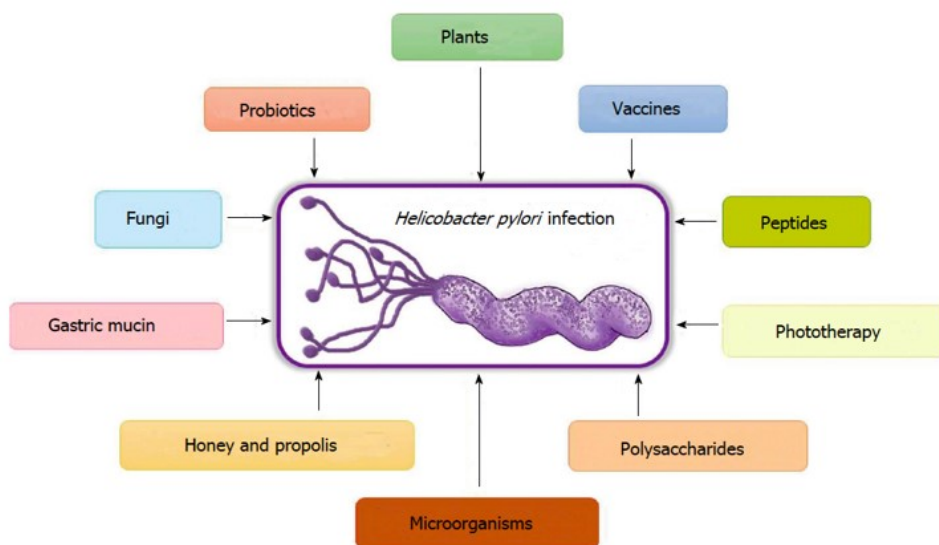 Plants
Probiotics
Vaccines
Fungi
Helicobacter pylori infection
Peptides
Gastric mucin
Phototherapy
Honey and propolis
Polysaccharides
Microorganisms